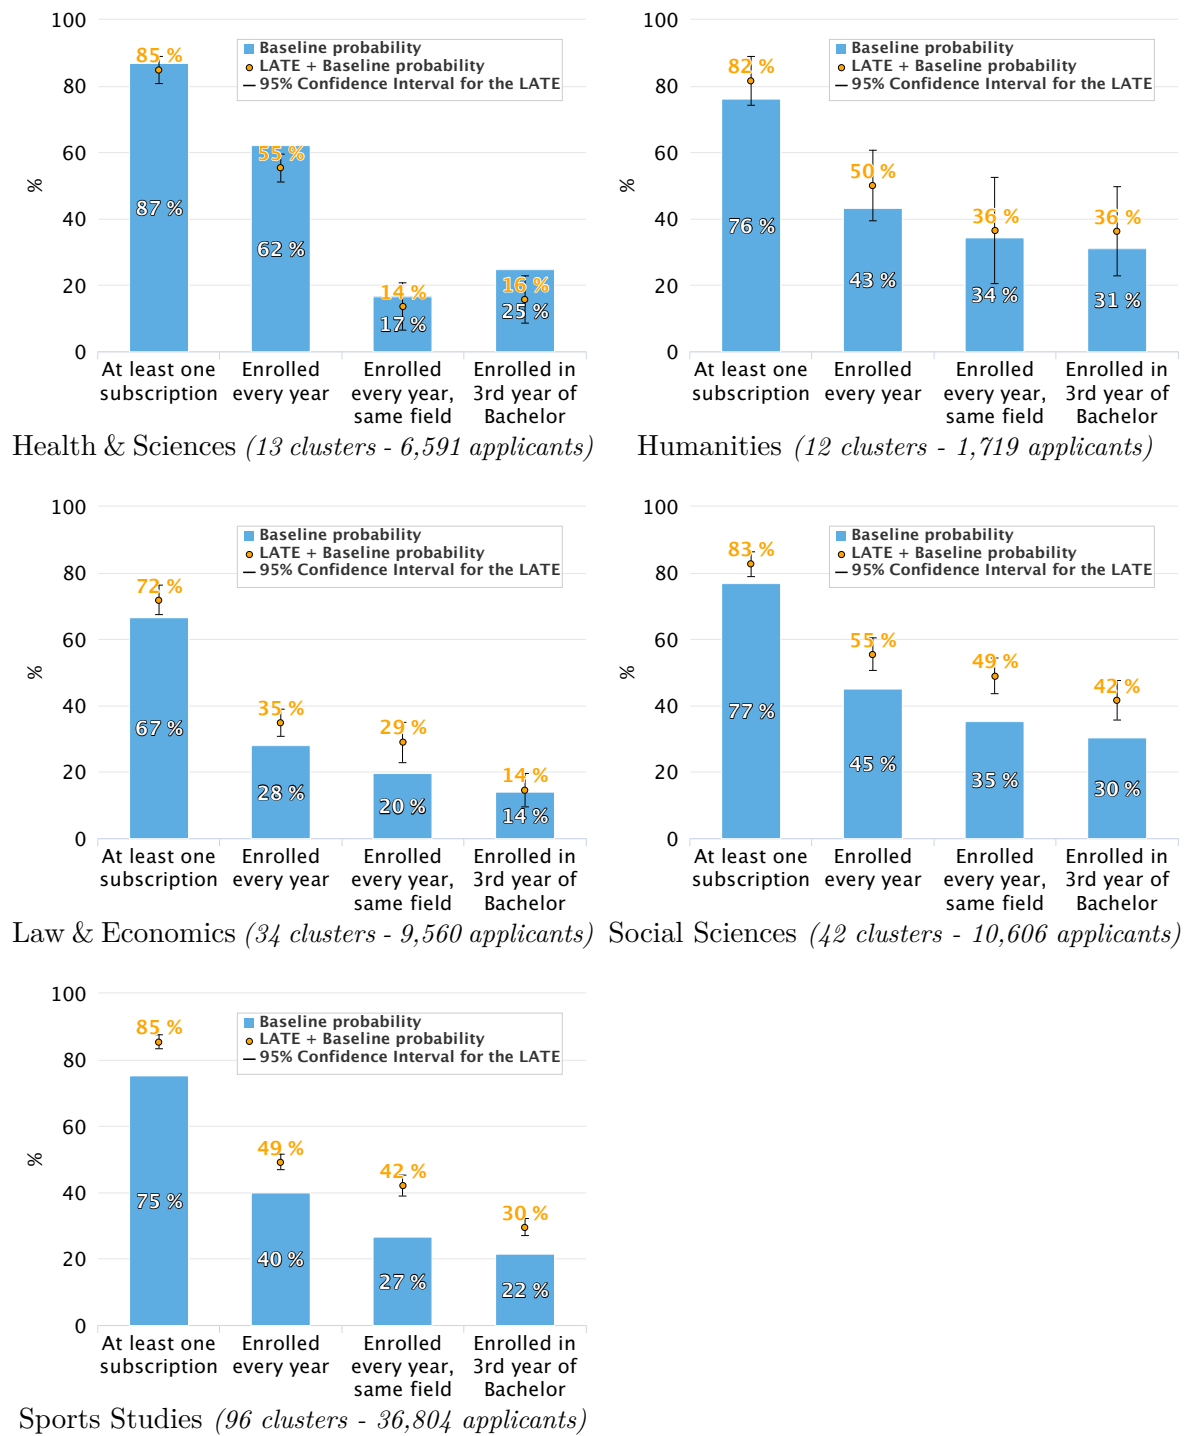 100
80
60
40
20
0
%
Baseline probability
LATE + Baseline probability
95% Confidence Interval for the LATE
85 %
55 %
14 %
16 %
87 %
62 %
17 %
25 %
At least one
subscription
Enrolled
every year
Enrolled
every year,
same field
Enrolled in
3rd year of
Bachelor
Health & Sciences (13 clusters - 6,591 applicants)
100
80
60
40
20
0
%
Baseline probability
LATE + Baseline probability
95% Confidence Interval for the LATE
82 %
50 %
36 %
36 %
76 %
43 %
34 %
31 %
At least one
subscription
Enrolled
every year
Enrolled
every year,
same field
Enrolled in
3rd year of
Bachelor
Humanities (12 clusters - 1,719 applicants)
100
80
60
40
20
0
%
Baseline probability
LATE + Baseline probability
95% Confidence Interval for the LATE
72 %
35 %
29 %
14 %
67 %
28 %
20 %
14 %
At least one
subscription
Enrolled
every year
Enrolled
every year,
same field
Enrolled in
3rd year of
Bachelor
Law & Economics (34 clusters - 9,560 applicants)
100
80
60
40
20
0
%
Baseline probability
LATE + Baseline probability
95% Confidence Interval for the LATE
83 %
55 %
49 %
42 %
77 %
45 %
35 %
30 %
At least one
subscription
Enrolled
every year
Enrolled
every year,
same field
Enrolled in
3rd year of
Bachelor
Social Sciences (42 clusters - 10,606 applicants)
100
80
60
40
20
0
%
Baseline probability
LATE + Baseline probability
95% Confidence Interval for the LATE
85 %
49 %
42 %
30 %
75 %
40 %
27 %
22 %
At least one
subscription
Enrolled
every year
Enrolled
every year,
same field
Enrolled in
3rd year of
Bachelor
Sports Studies (96 clusters - 36,804 applicants)